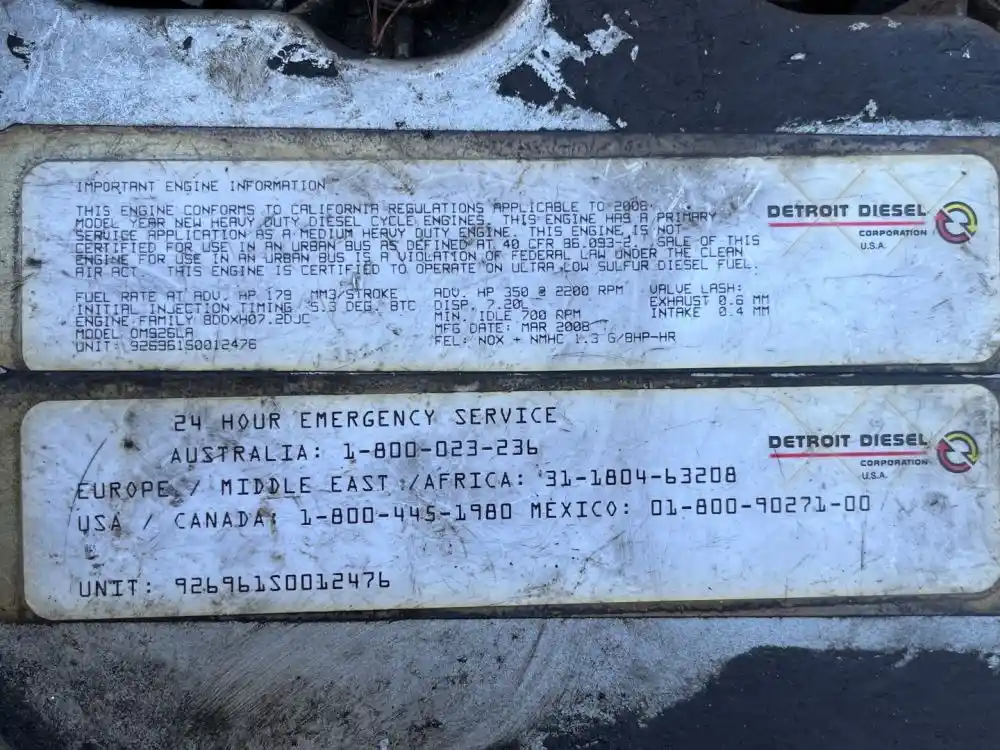 IMPORTANT ENGINE INFORMATION
THIS ENGINE CONFORMS TO CALIFORNIA REGULATIONS APPLICABLE TO 2008
MODEL YEAR NEW HEAVY DUTY DIESEL CYCLE ENGINES. THIS ENGINE HAS A PRIMARY
SERVICE APPLICATION AS A MEDIUM HEAVY DUTY ENGINE. THIS ENGINE IS NOT
CERTIFIED FOR USE IN AN URBAN BUS AS DEFINED AT 40 CFR 86.093-2. SALE OF THIS
ENGINE FOR USE IN AN URBAN BUS IS A VIOLATION OF FEDERAL LAW UNDER THE CLEAN
AIR ACT. THIS ENGINE IS CERTIFIED TO OPERATE ON ULTRA LOW SULFUR DIESEL FUEL.
DETROIT DIESEL
CORPORATION
U.S.A.
FUEL RATE AT ADV. HP 179 MM3/STROKE
INITIAL INJECTION TIMING 5.3 DEG. BTC
ENGINE FAMILY 8DDXH07.2DJC
MODEL OM926LA
UNIT: 926961S0012476
ADV. HP 350 @ 2200 RPM
DISP. 7.20L
MIN. IDLE 700 RPM
MFG DATE: MAR 2008
FEL: NOX + NMHC 1.3 G/BHP-HR
VALVE LASH:
EXHAUST 0.6 MM
INTAKE 0.4 MM
24 HOUR EMERGENCY SERVICE
AUSTRALIA: 1-800-023-236
EUROPE / MIDDLE EAST /AFRICA: 31-1804-63208
USA / CANADA: 1-800-445-1980 MEXICO: 01-800-90271-00
UNIT: 926961S0012476
DETROIT DIESEL
CORPORATION
U.S.A.